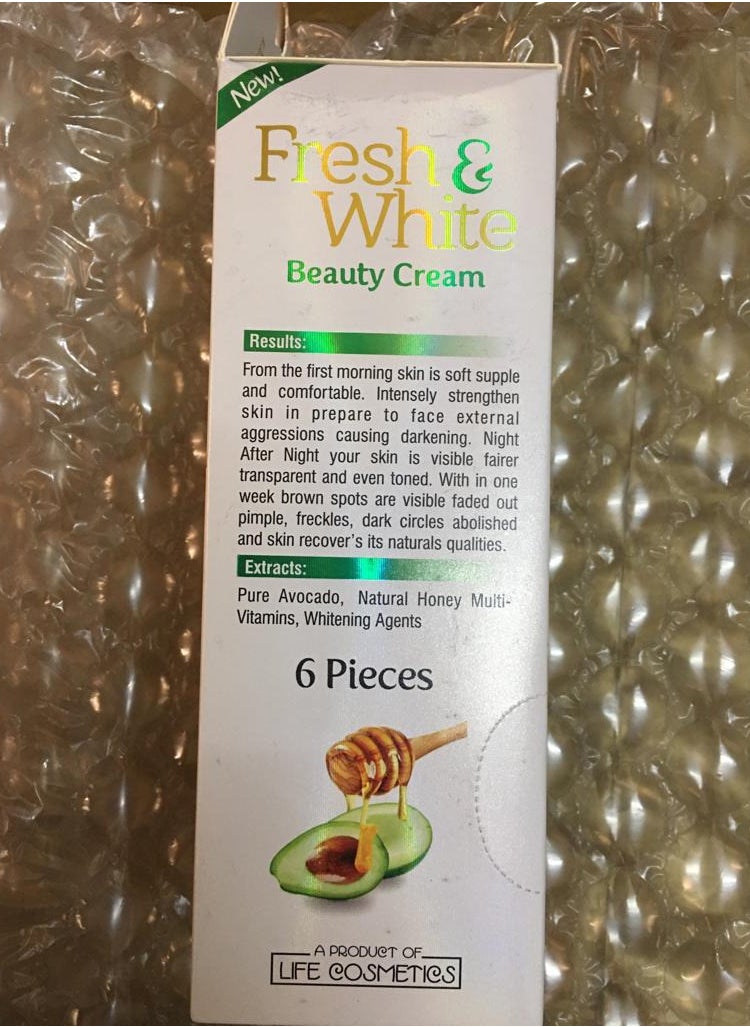 New!
Fresh &
White
Beauty Cream
Results:
From the first morning skin is soft supple
and comfortable. Intensely strengthen
skin in prepare to face external
aggressions causing darkening. Night
After Night your skin is visible fairer
transparent and even toned. With in one
week brown spots are visible faded out
pimple, freckles, dark circles abolished
and skin recover's its naturals qualities.
Extracts:
Pure Avocado, Natural Honey Multi-
Vitamins, Whitening Agents
6 Pieces
A PRODUCT OF
LIFE COSMETICS